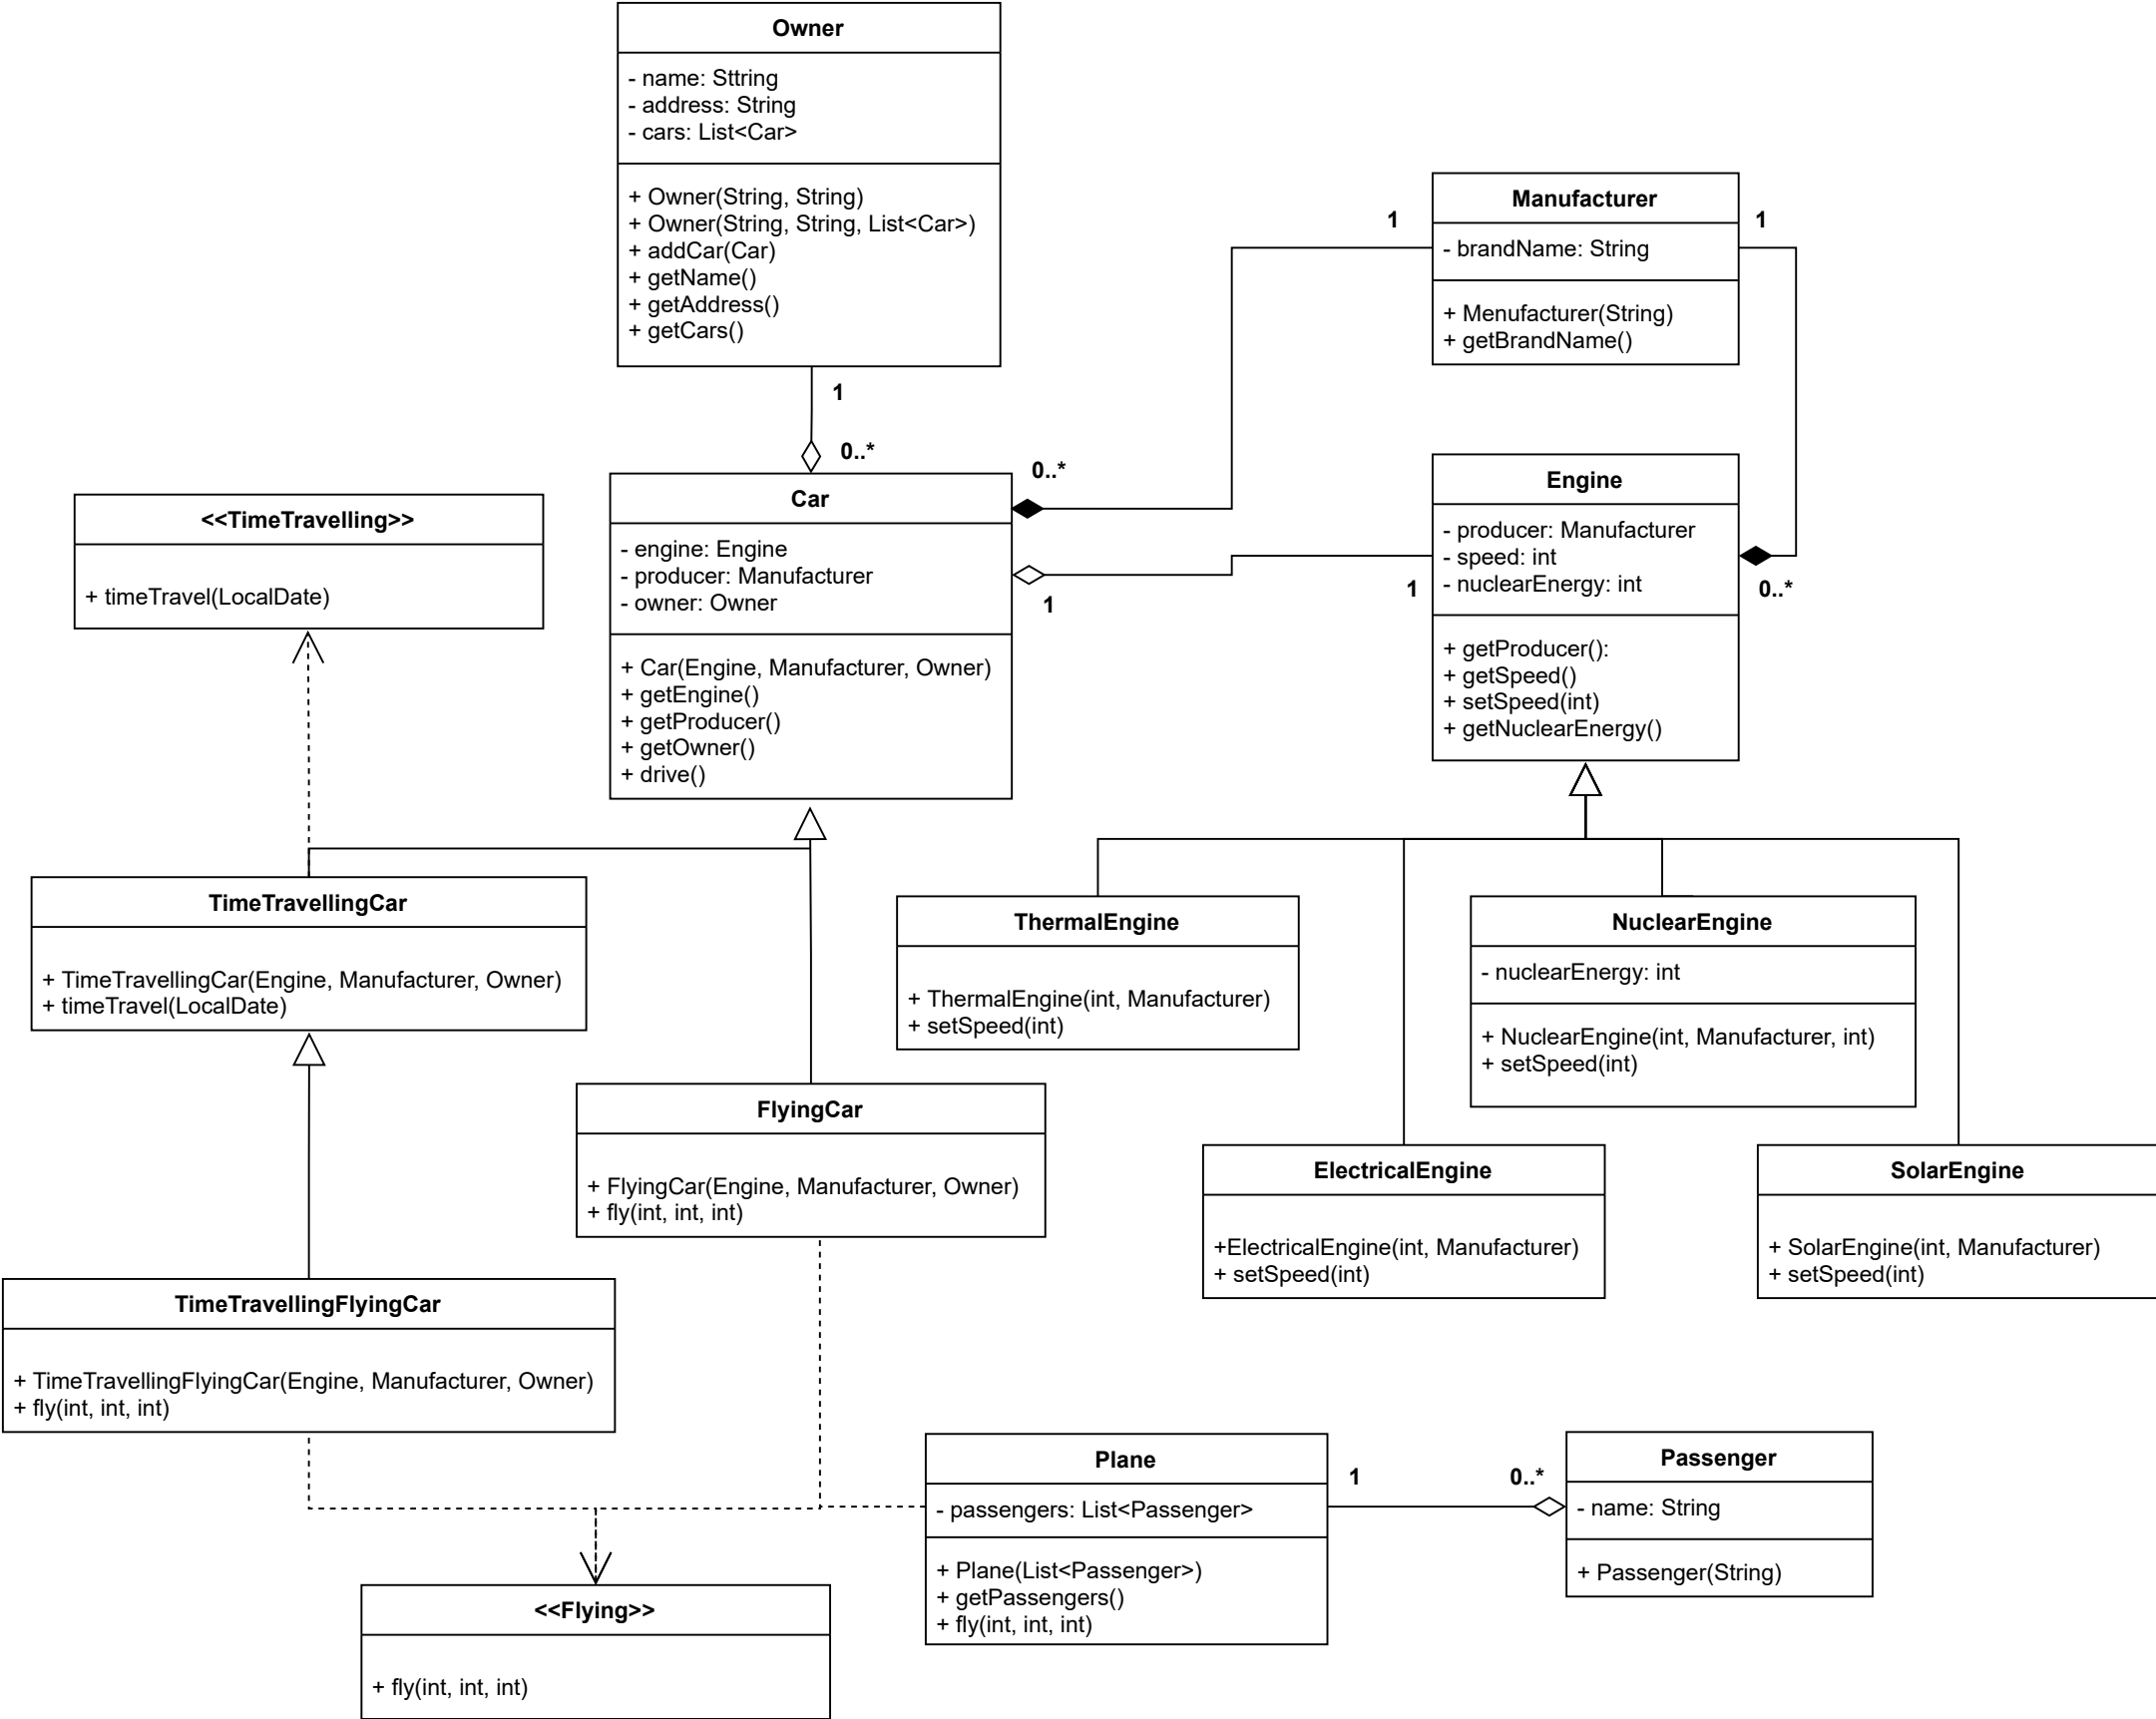 Owner
- name: Sttring
- address: String
- cars: List<Car>
+ Owner(String, String)
+ Owner(String, String, List<Car>)
+ addCar(Car)
+ getName()
+ getAddress()
+ getCars()
1
0..*
Manufacturer
- brandName: String
+ Menufacturer(String)
+ getBrandName()
1
1
<<TimeTravelling>>
+ timeTravel(LocalDate)
Car
- engine: Engine
- producer: Manufacturer
- owner: Owner
+ Car(Engine, Manufacturer, Owner)
+ getEngine()
+ getProducer()
+ getOwner()
+ drive()
0..*
1
Engine
- producer: Manufacturer
- speed: int
- nuclearEnergy: int
+ getProducer():
+ getSpeed()
+ setSpeed(int)
+ getNuclearEnergy()
1
0..*
TimeTravellingCar
+ TimeTravellingCar(Engine, Manufacturer, Owner)
+ timeTravel(LocalDate)
ThermalEngine
+ ThermalEngine(int, Manufacturer)
+ setSpeed(int)
NuclearEngine
- nuclearEnergy: int
+ NuclearEngine(int, Manufacturer, int)
+ setSpeed(int)
FlyingCar
+ FlyingCar(Engine, Manufacturer, Owner)
+ fly(int, int, int)
ElectricalEngine
+ElectricalEngine(int, Manufacturer)
+ setSpeed(int)
SolarEngine
+ SolarEngine(int, Manufacturer)
+ setSpeed(int)
TimeTravellingFlyingCar
+ TimeTravellingFlyingCar(Engine, Manufacturer, Owner)
+ fly(int, int, int)
Plane
- passengers: List<Passenger>
+ Plane(List<Passenger>)
+ getPassengers()
+ fly(int, int, int)
1
0..*
Passenger
- name: String
+ Passenger(String)
<<Flying>>
+ fly(int, int, int)